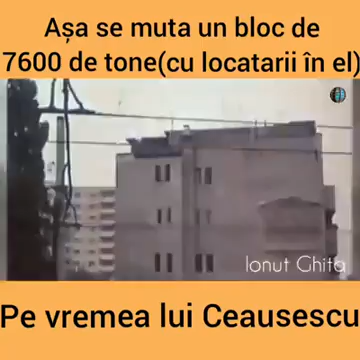 Așa se muta un bloc de
7600 de tone(cu locatarii în el)
Ionut Ghita
Pe vremea lui Ceausescu